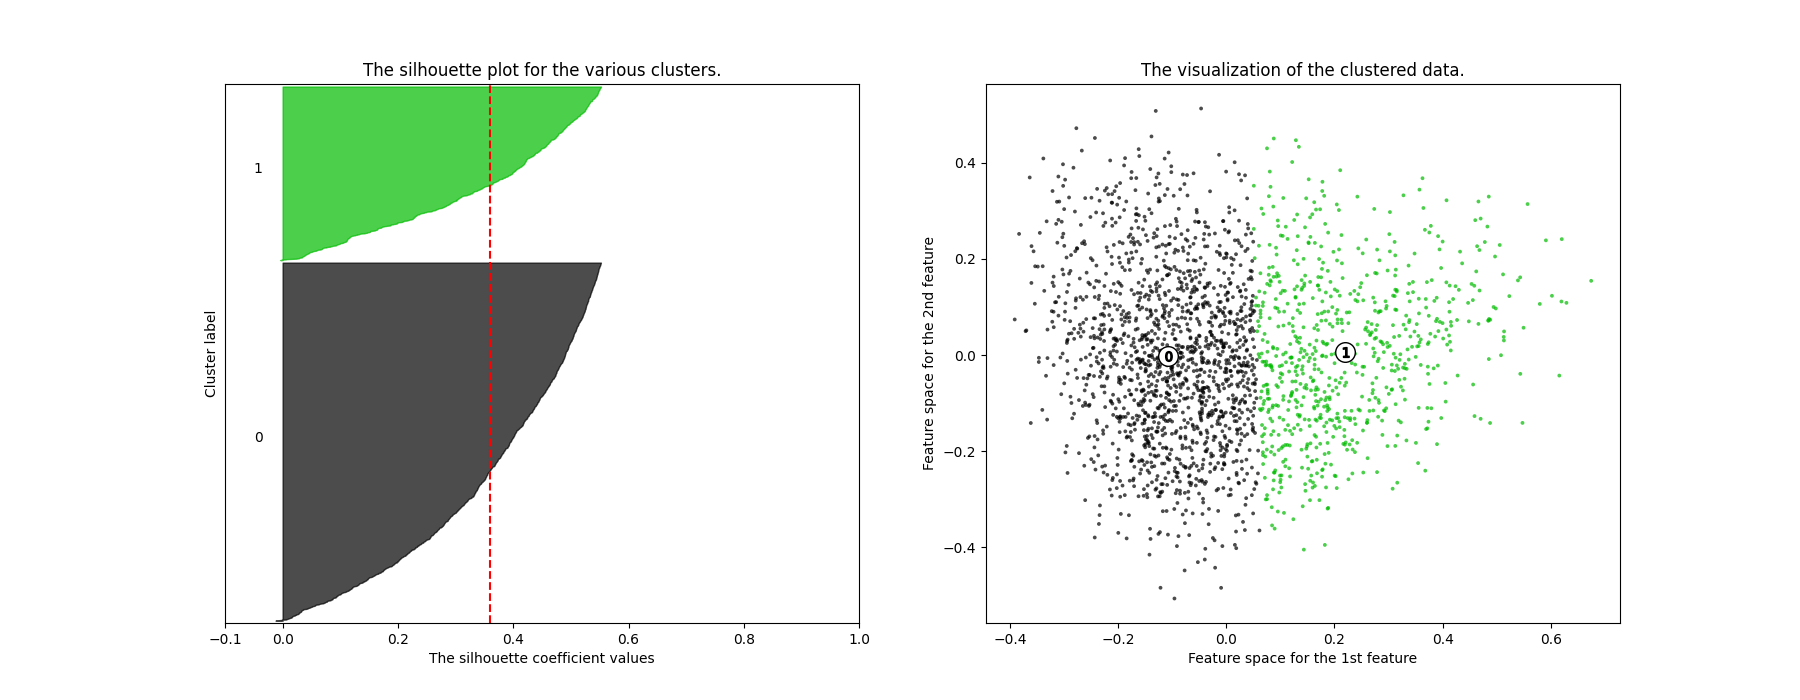 The silhouette plot for the various clusters.
1
0
Cluster label
−0.1 0.0 0.2 0.4 0.6 0.8 1.0
The silhouette coefficient values
The visualization of the clustered data.
0.4
0.2
0.0
−0.2
−0.4
Feature space for the 2nd feature
0 1
−0.4 −0.2 0.0 0.2 0.4 0.6
Feature space for the 1st feature